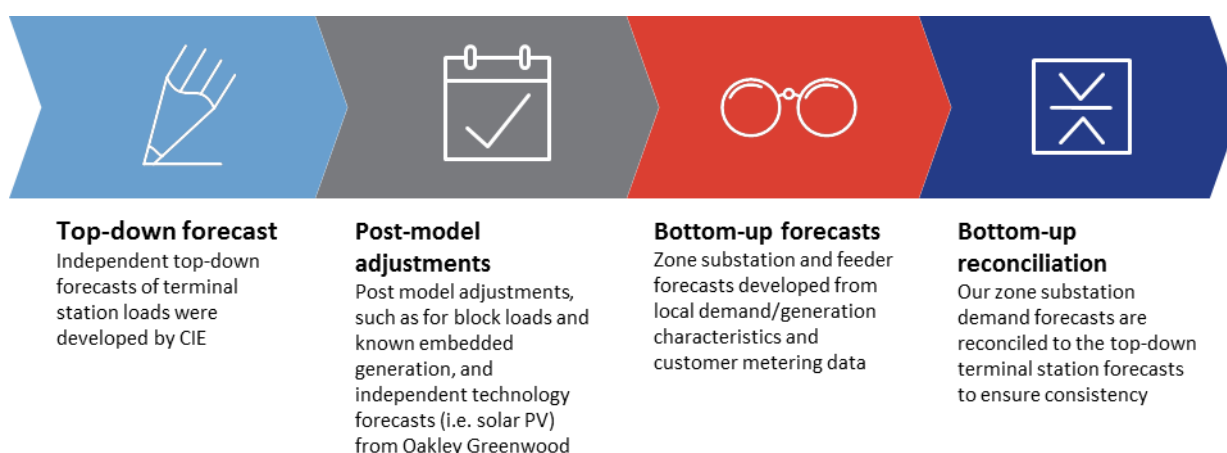 Top-down forecast
Independent top-down
forecasts of terminal
station loads were
developed by CIE
Post-model
adjustments
Post model adjustments,
such as for block loads and
known embedded
generation, and
independent technology
forecasts (i.e. solar PV)
from Oakley Greenwood
Bottom-up forecasts
Zone substation and feeder
forecasts developed from
local demand/generation
characteristics and
customer metering data
Bottom-up
reconciliation
Our zone substation
demand forecasts are
reconciled to the top-down
terminal station forecasts
to ensure consistency